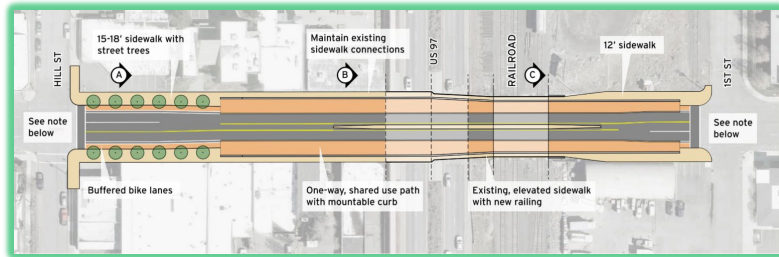 15-18' sidewalk with
street trees
Maintain existing
sidewalk connections
12' sidewalk
HILL ST
A
B
US 97
RAILROAD
C
1ST ST
See note
below
See note
below
Buffered bike lanes
One-way, shared use path
with mountable curb
Existing, elevated sidewalk
with new railing